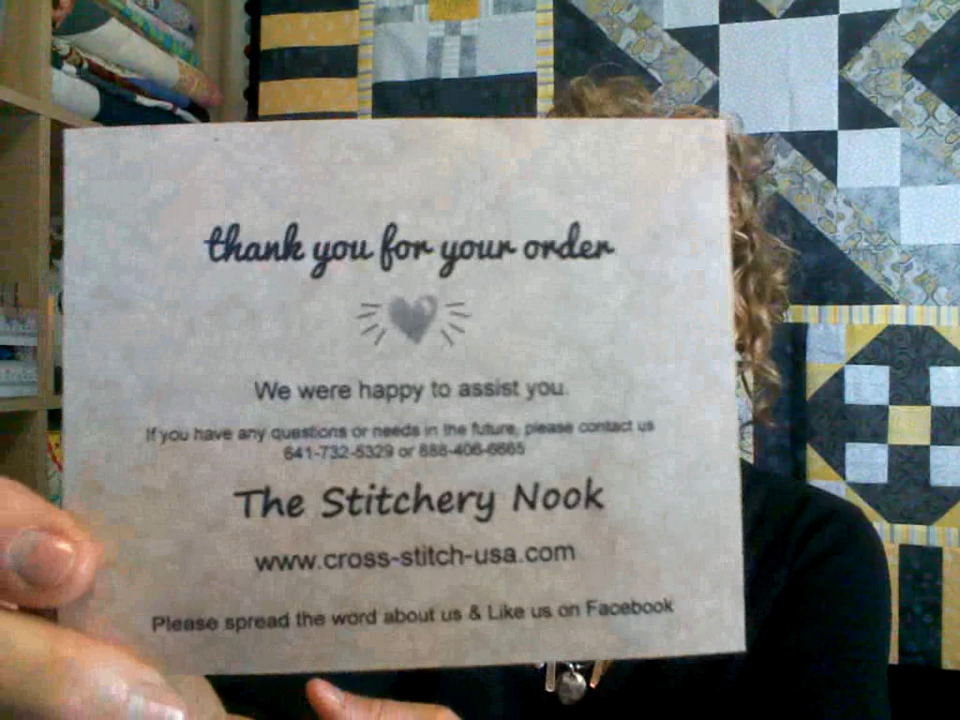 thank you for your order
We were happy to assist you.
If you have any questions or needs in the future, please contact us
641-732-5329 or 888-406-6665
The Stitchery Nook
www.cross-stitch-usa.com
Please spread the word about us & Like us on Facebook